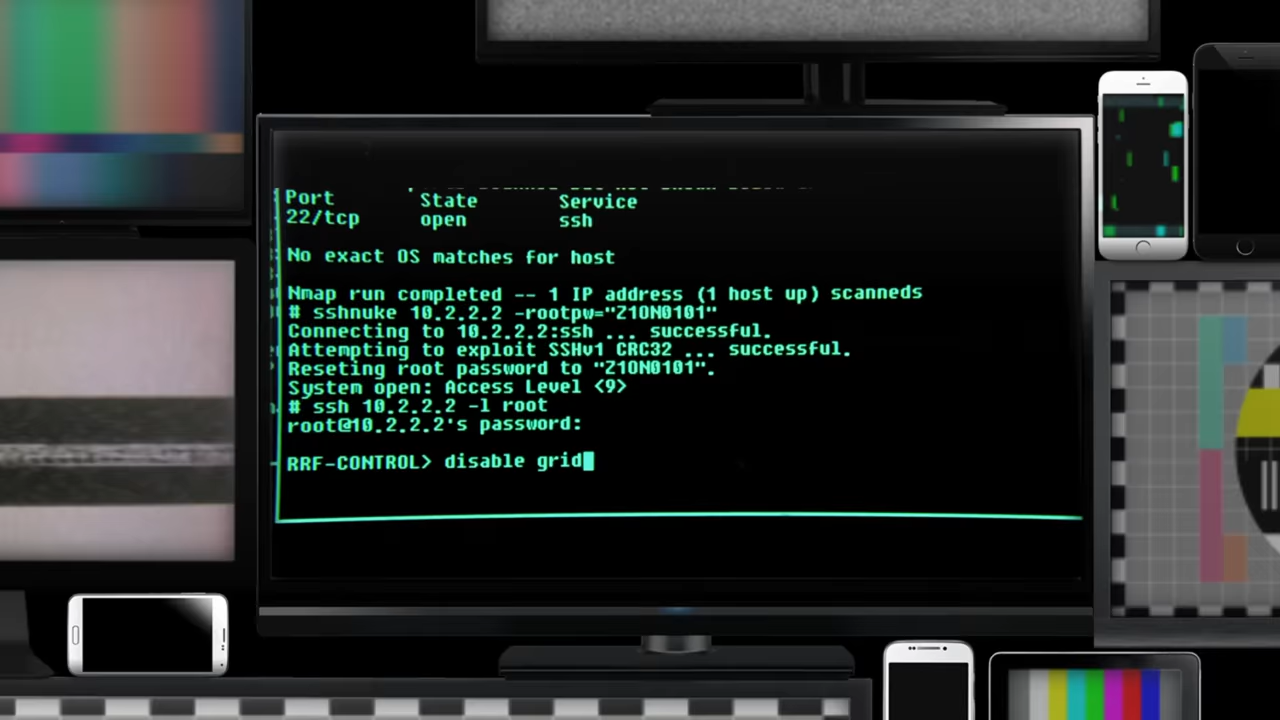 Port State Service
22/tcp open ssh
No exact OS matches for host
Nmap run completed -- 1 IP address (1 host up) scanneds
# sshnuke 10.2.2.2 -rootpw="Z1ON0101"
Connecting to 10.2.2.2:ssh ... successful.
Attempting to exploit SSHv1 CRC32 ... successful.
Reseting root password to "Z1ON0101".
System open: Access Level <9>
# ssh 10.2.2.2 -l root
root@10.2.2.2's password:
RRF-CONTROL> disable grid